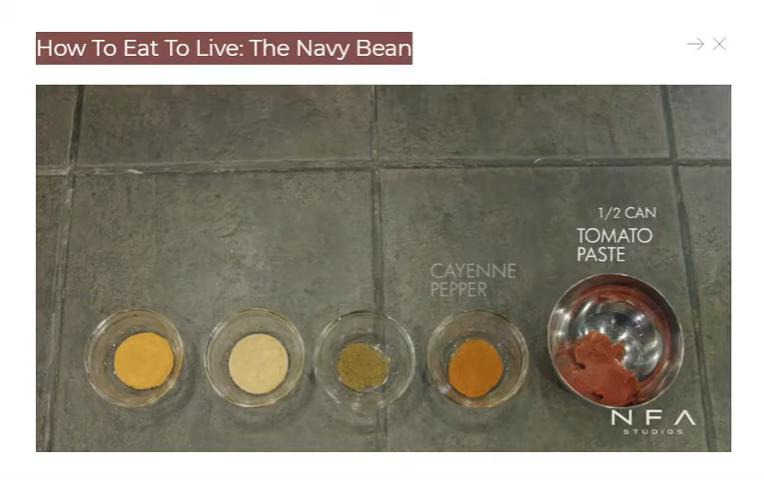 How To Eat To Live: The Navy Bean
1/2 CAN
TOMATO
PASTE
CAYENNE
PEPPER
NFA
STUDIOS